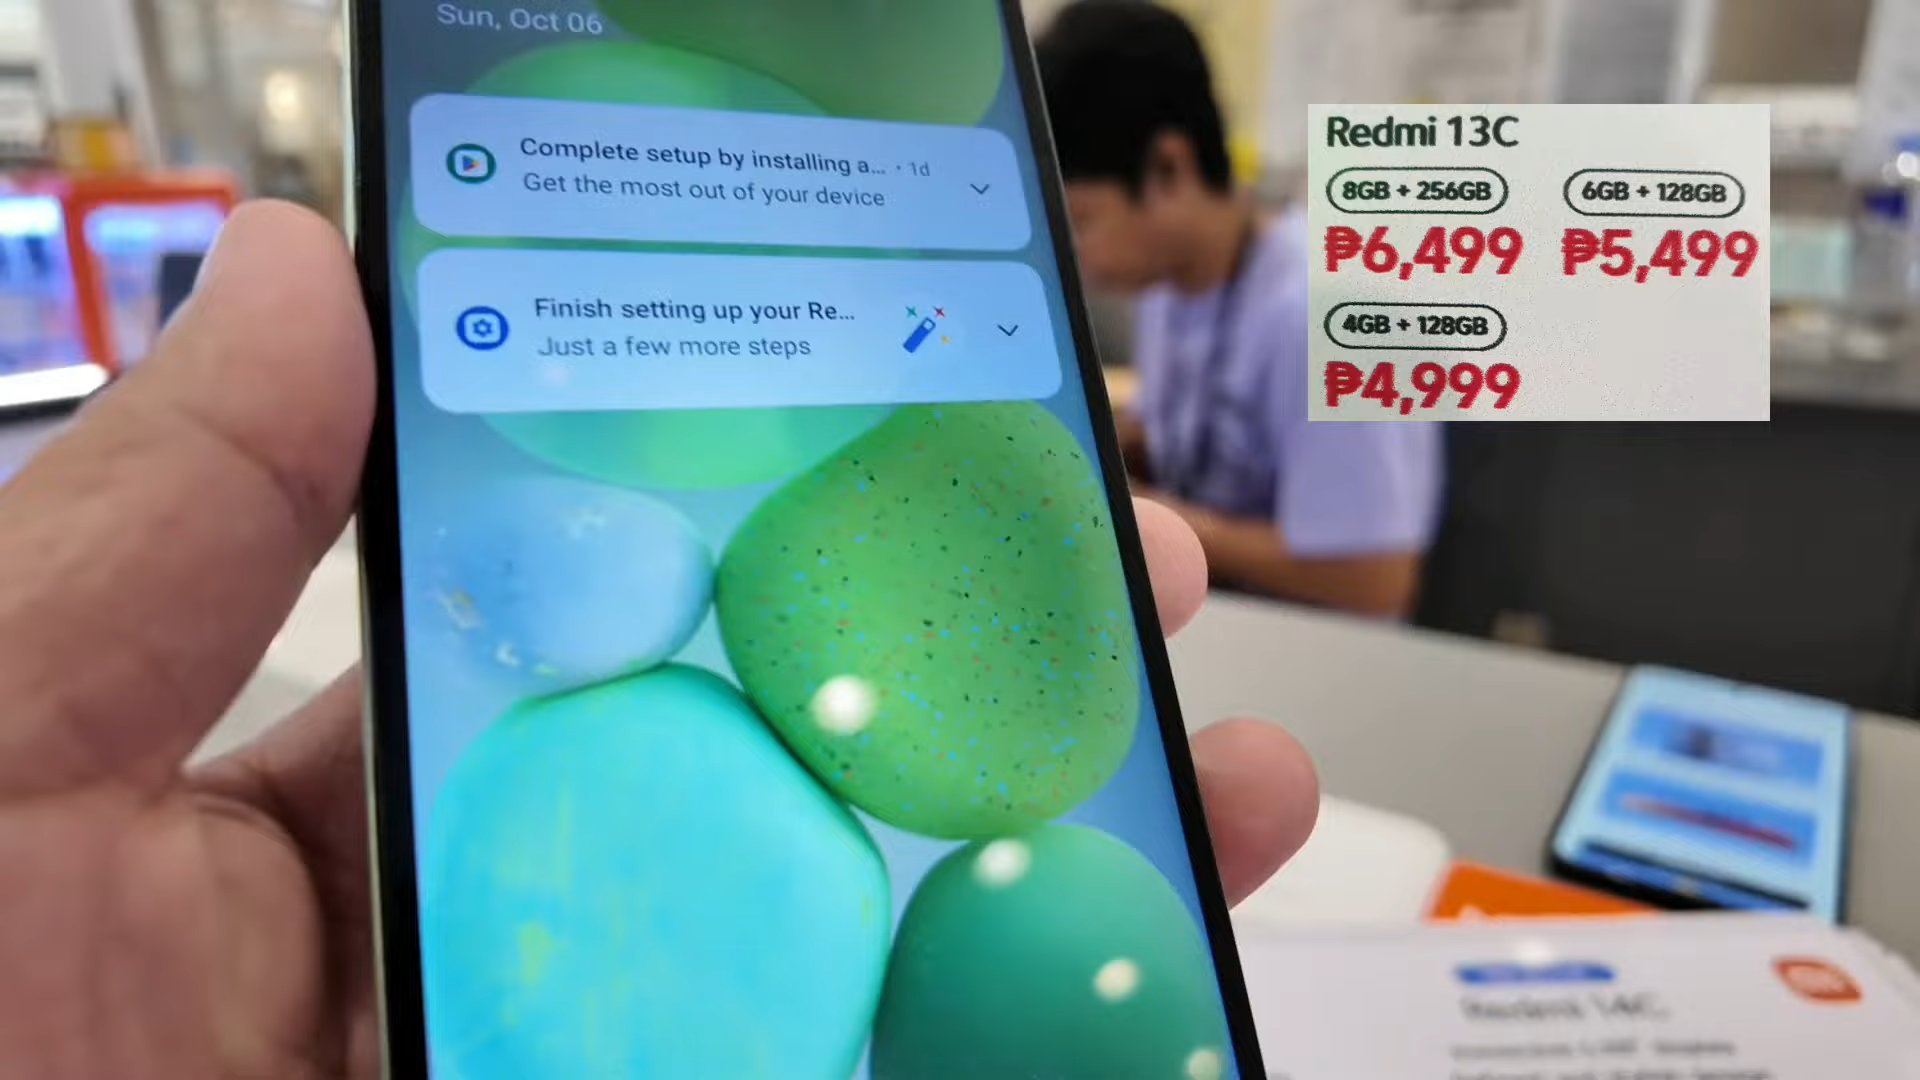 Sun, Oct 06
Complete setup by installing a... • 1d
Get the most out of your device
Finish setting up your Re...
Just a few more steps
Redmi 13C
8GB + 256GB
6GB + 128GB
₱6,499
₱5,499
4GB + 128GB
₱4,999
Redmi 14C